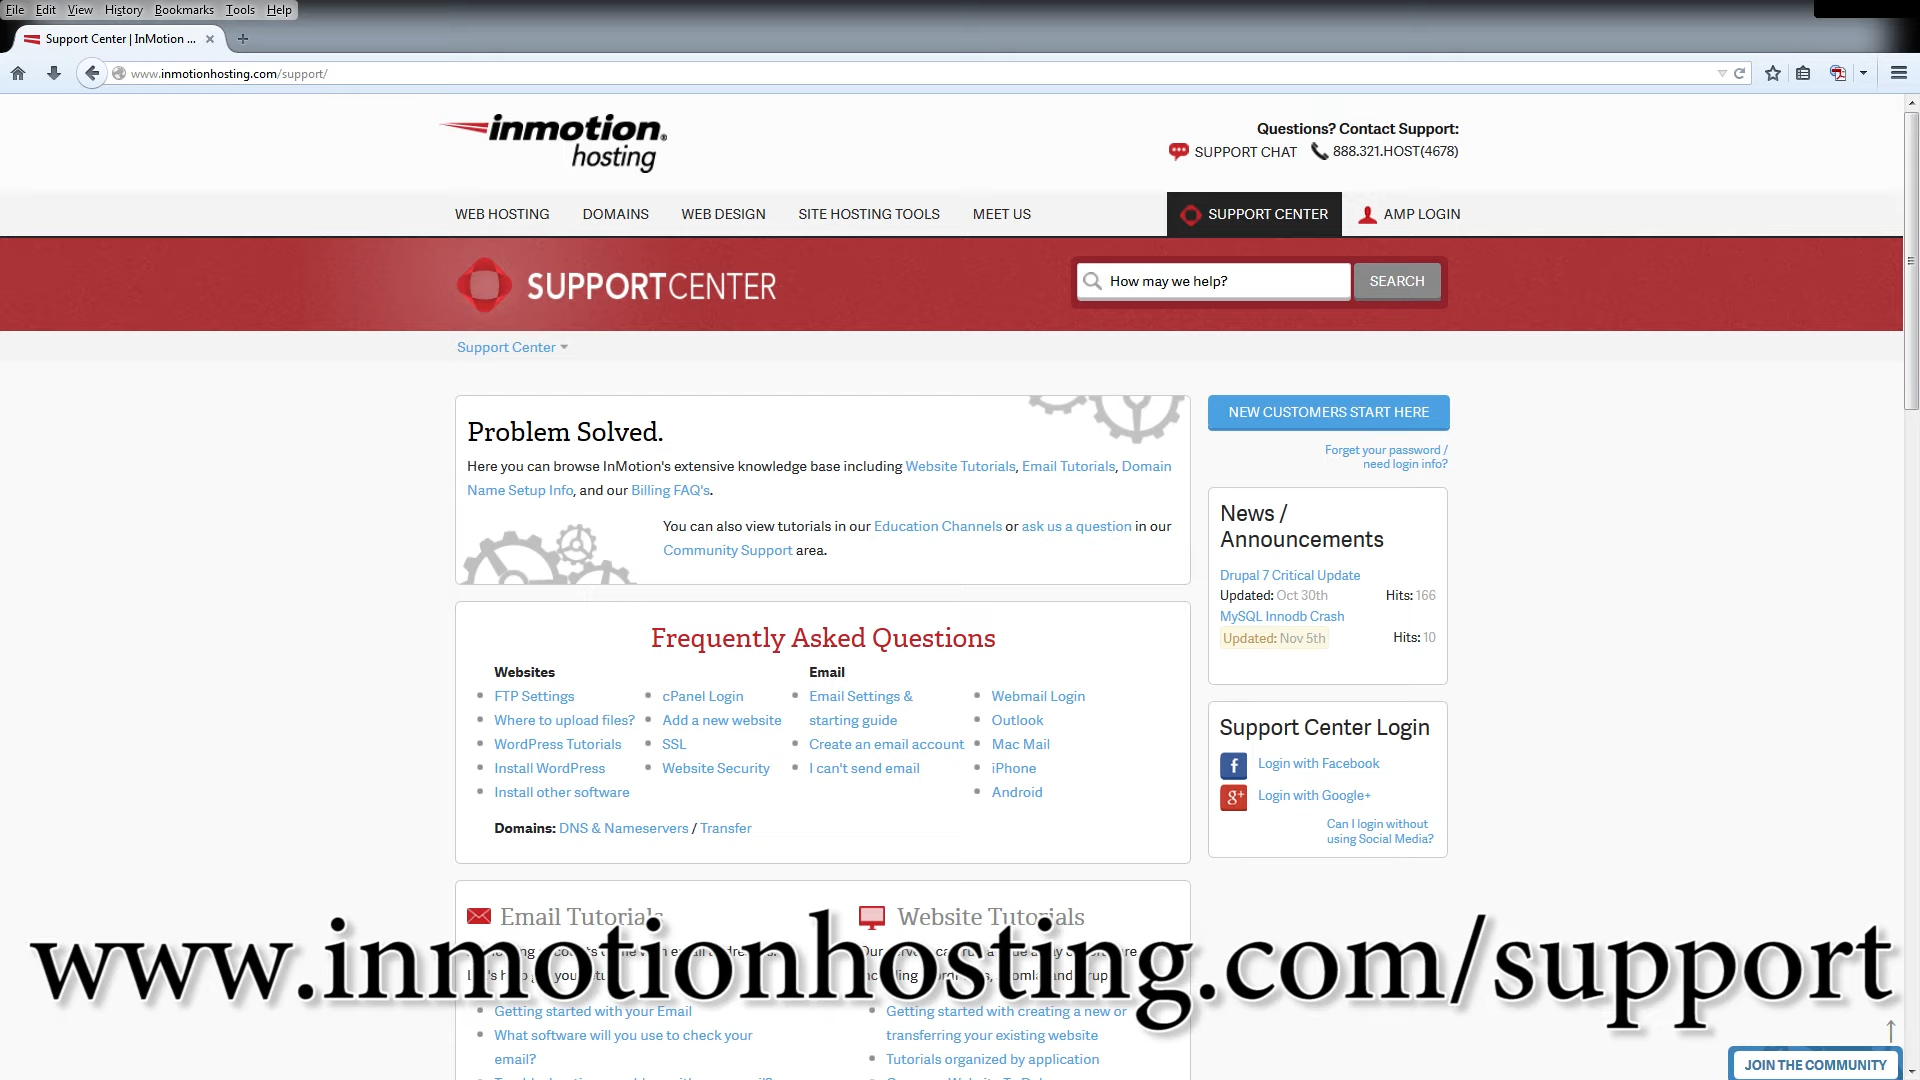 File Edit View History Bookmarks Tools Help
Support Center | InMotion ...
www.inmotionhosting.com/support/
inmotion®
hosting
Questions? Contact Support:
SUPPORT CHAT 888.321.HOST(4678)
WEB HOSTING DOMAINS WEB DESIGN SITE HOSTING TOOLS MEET US SUPPORT CENTER AMP LOGIN
SUPPORTCENTER
How may we help? SEARCH
Support Center
Problem Solved.
Here you can browse InMotion's extensive knowledge base including Website Tutorials, Email Tutorials, Domain
Name Setup Info, and our Billing FAQ's.
You can also view tutorials in our Education Channels or ask us a question in our
Community Support area.
NEW CUSTOMERS START HERE
Forget your password /
need login info?
News /
Announcements
Drupal 7 Critical Update
Updated: Oct 30th Hits: 166
MySQL Innodb Crash
Updated: Nov 5th Hits: 10
Frequently Asked Questions
Websites
FTP Settings
Where to upload files?
WordPress Tutorials
Install WordPress
Install other software
cPanel Login
Add a new website
SSL
Website Security
Email
Email Settings &
starting guide
Create an email account
I can't send email
Webmail Login
Outlook
Mac Mail
iPhone
Android
Domains: DNS & Nameservers / Transfer
Support Center Login
f Login with Facebook
g+ Login with Google+
Can I login without
using Social Media?
Email Tutorials
Getting started with your Email
What software will you use to check your
email?
Website Tutorials
Getting started with creating a new or
transferring your existing website
Tutorials organized by application
www.inmotionhosting.com/support
JOIN THE COMMUNITY